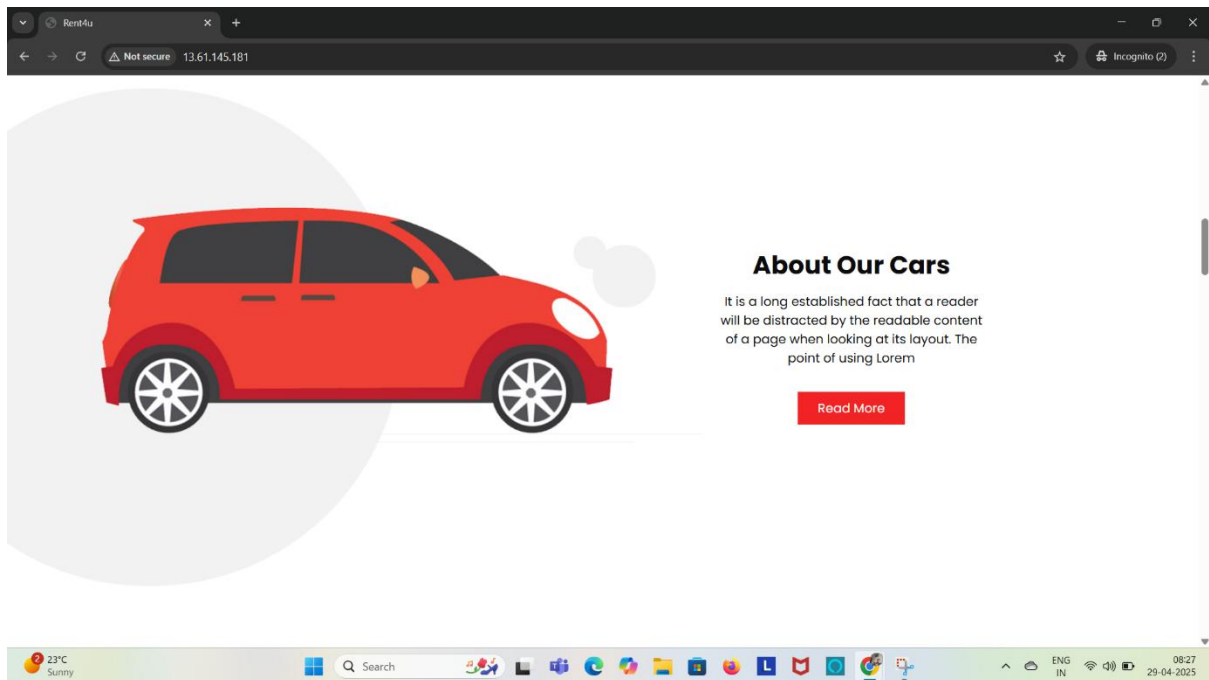 Rent4u
Not secure 13.61.145.181
Incognito (2)
About Our Cars
It is a long established fact that a reader
will be distracted by the readable content
of a page when looking at its layout. The
point of using Lorem
Read More
2
23°C
Sunny
Search
L
ENG
IN
08:27
29-04-2025